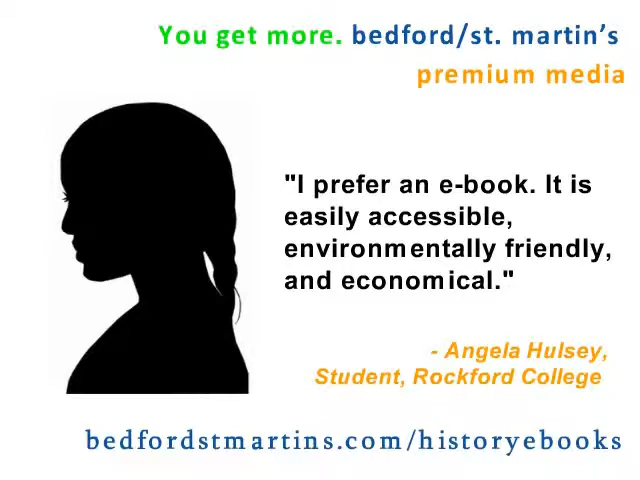 You get more. bedford/st. martin’s
premium media
"I prefer an e-book. It is
easily accessible,
environmentally friendly,
and economical."
- Angela Hulsey,
Student, Rockford College
bedfordstmartins.com/historyebooks